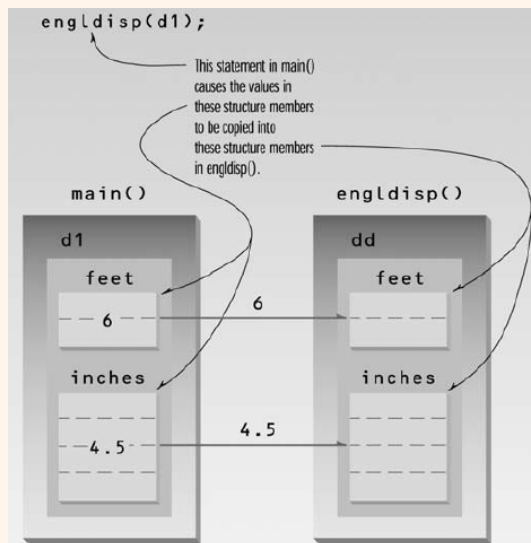 engldisp(d1);
This statement in main()
causes the values in
these structure members
to be copied into
these structure members
in engldisp().
main()
engldisp()
d1
dd
feet
feet
6
6
inches
inches
4.5
4.5